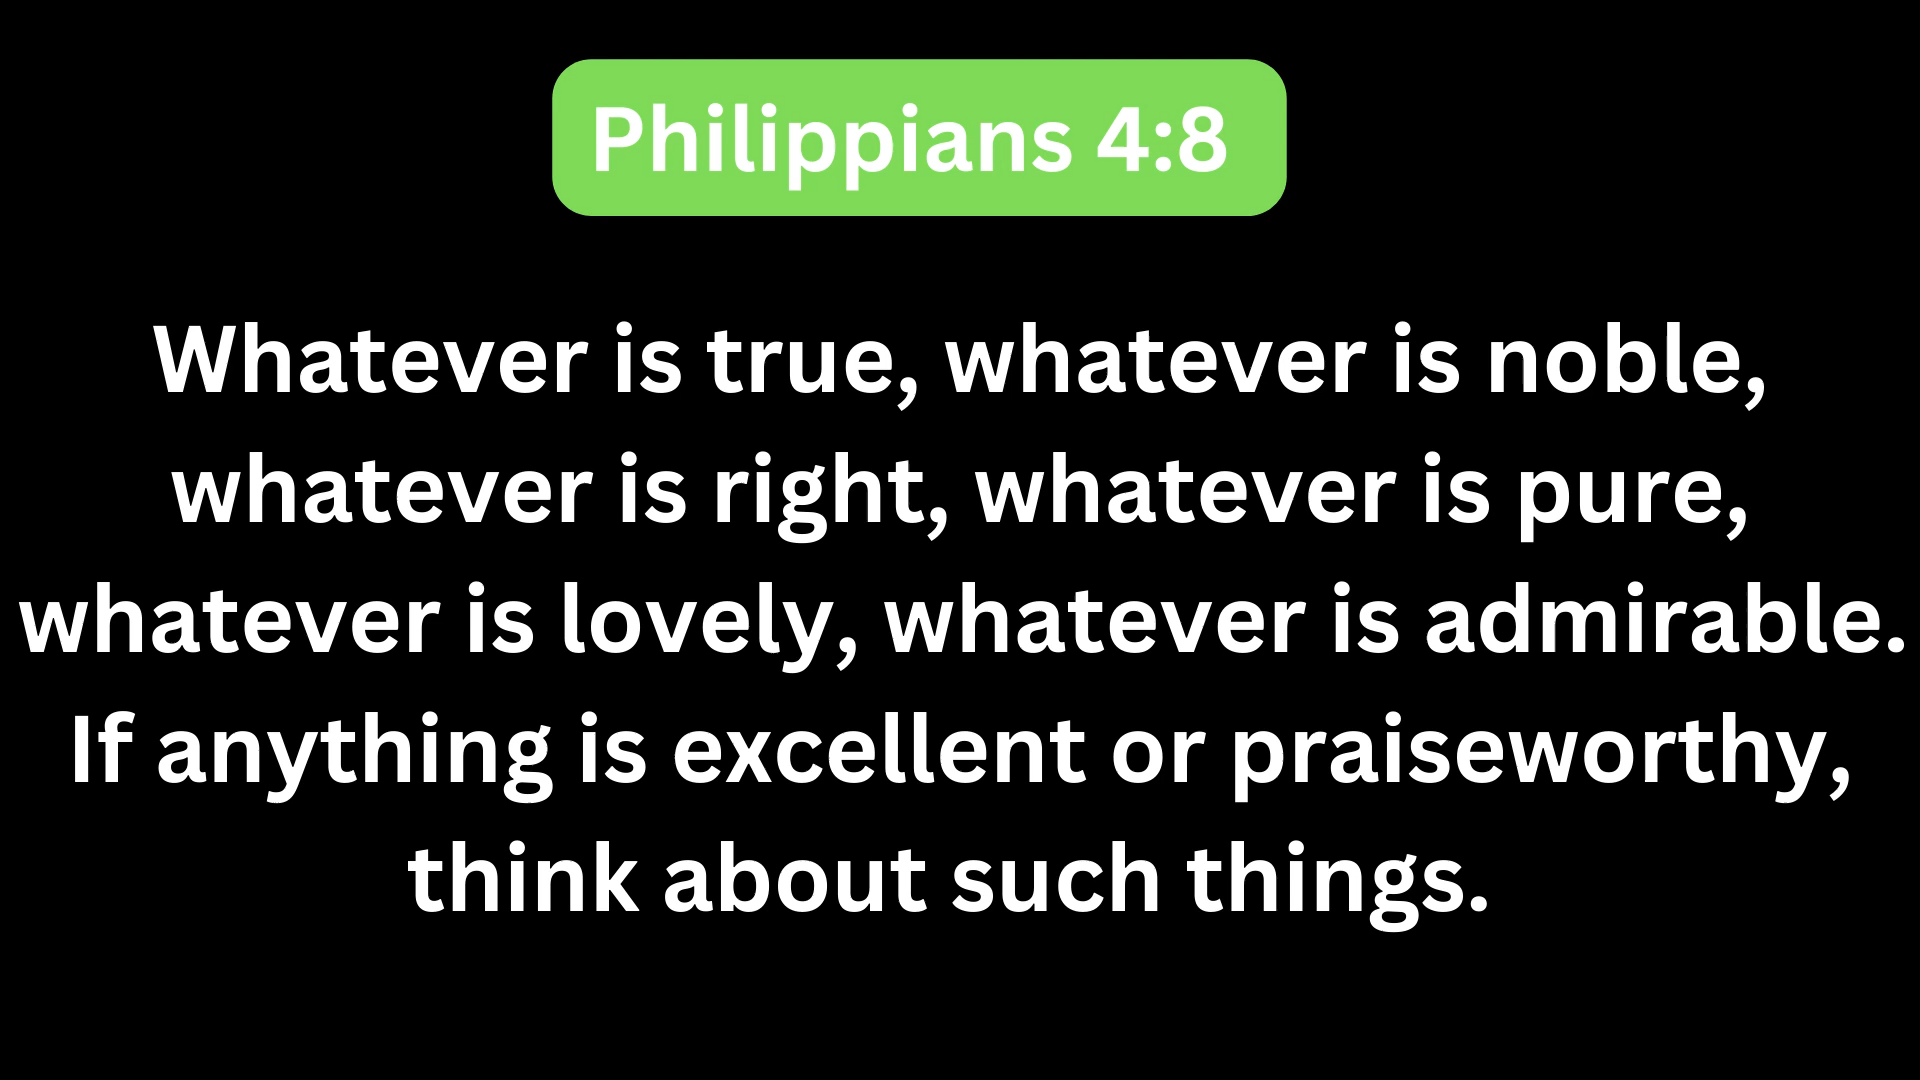 Philippians 4:8
Whatever is true, whatever is noble,
whatever is right, whatever is pure,
whatever is lovely, whatever is admirable.
If anything is excellent or praiseworthy,
think about such things.